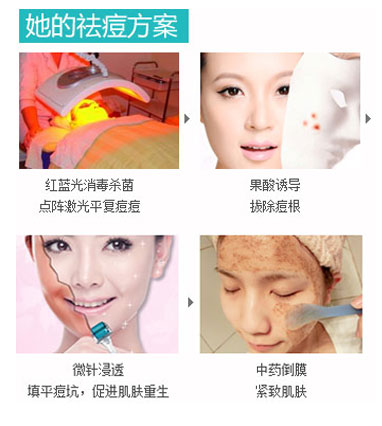 她的祛痘方案
红蓝光消毒杀菌
点阵激光平复痘痘
果酸诱导
拔除痘根
微针浸透
填平痘坑，促进肌肤重生
中药倒膜
紧致肌肤